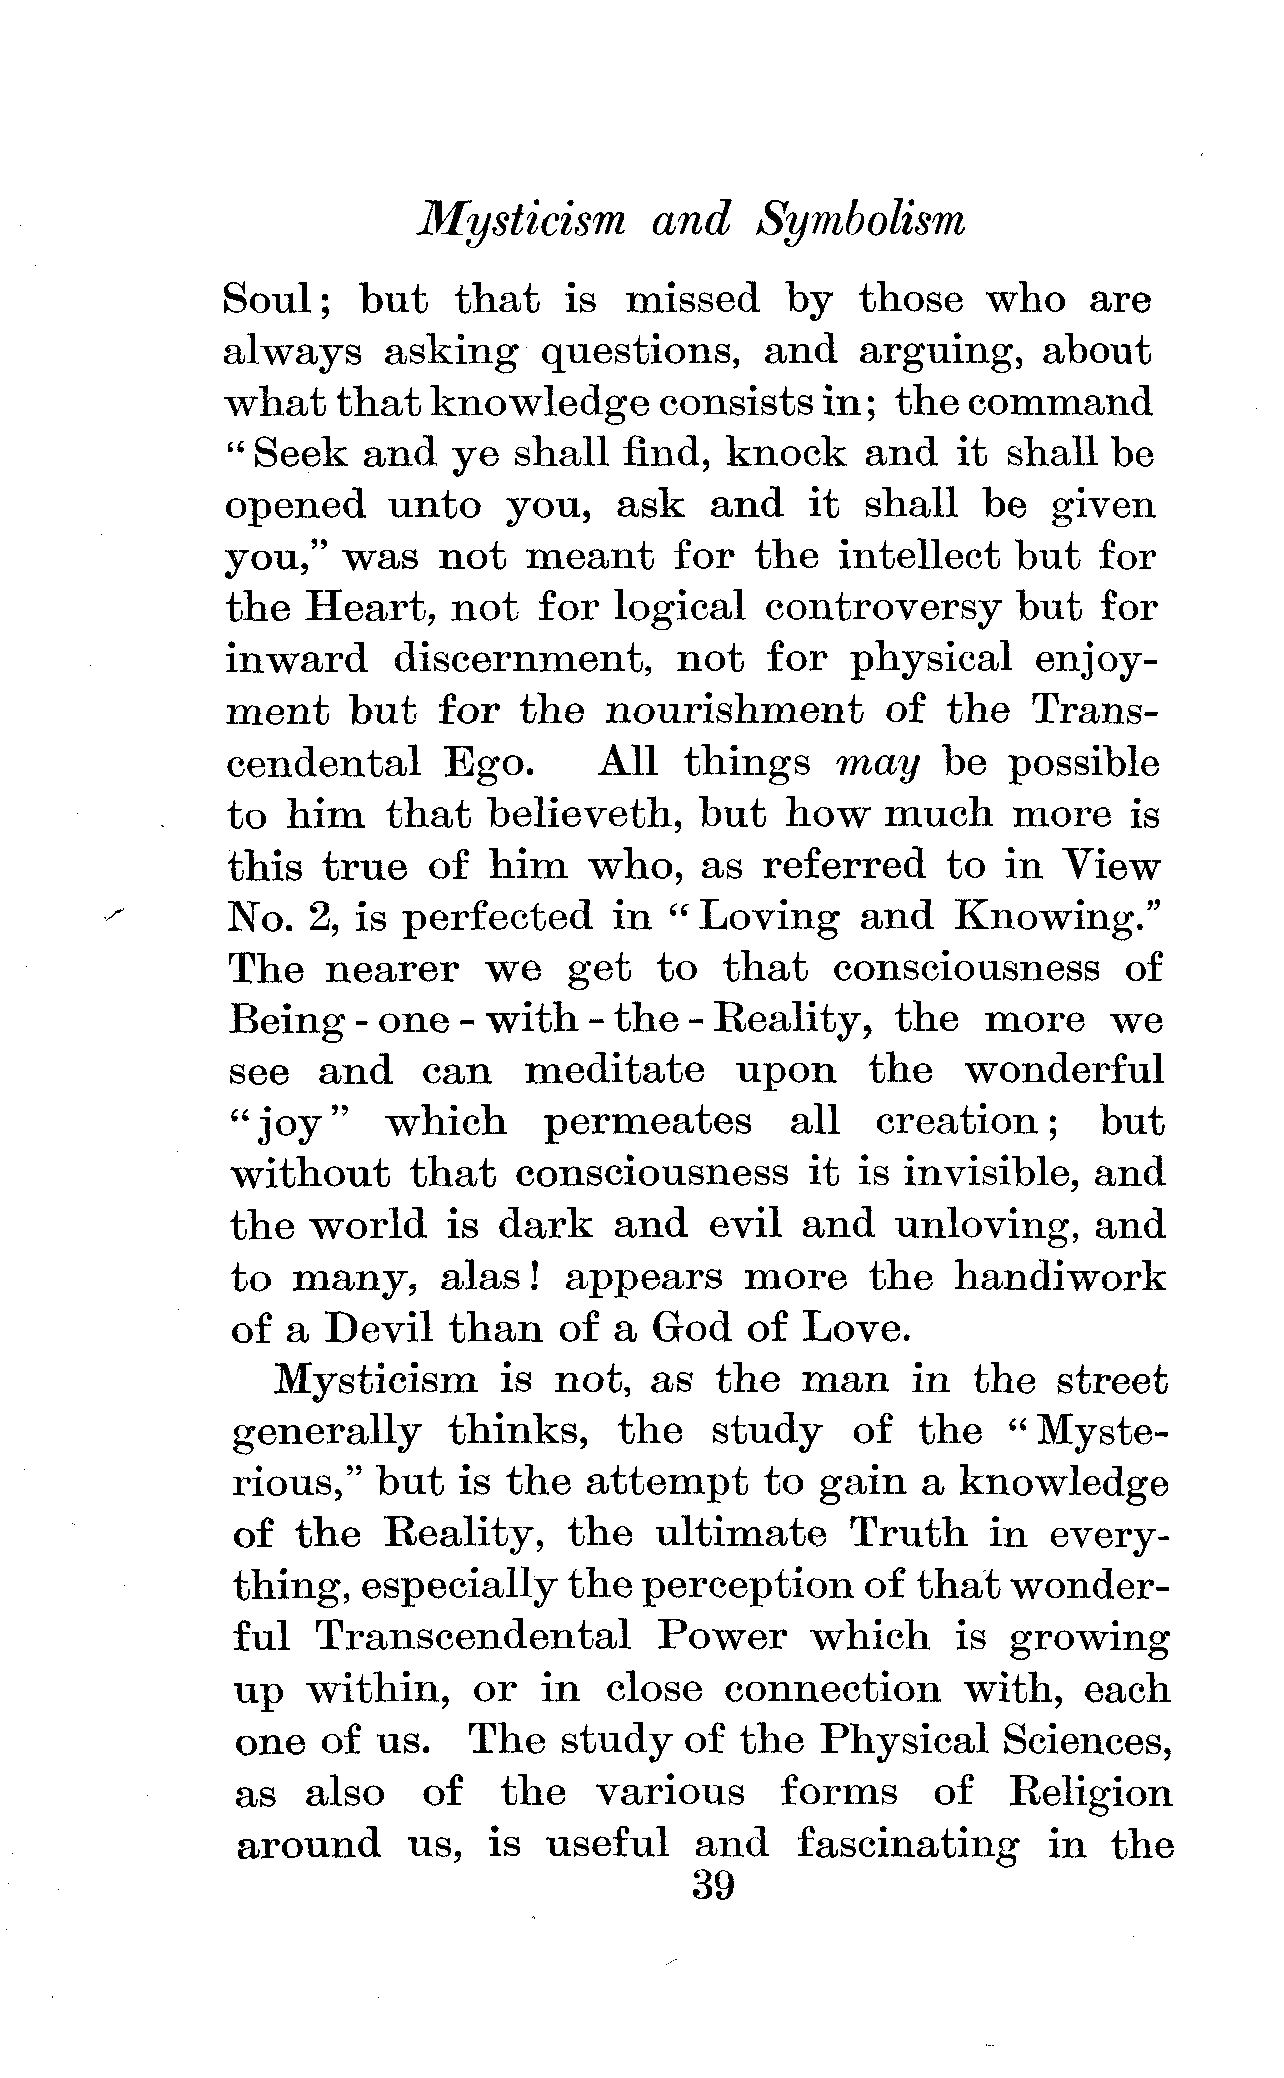 Mysticism and Symbolism
Soul; but that is missed by those who are
always asking questions, and arguing, about
what that knowledge consists in; the command
“Seek and ye shall find, knock and it shall be
opened unto you, ask and it shall be given
you,” was not meant for the intellect but for
the Heart, not for logical controversy but for
inward discernment, not for physical enjoy-
ment but for the nourishment of the Trans-
cendental Ego. All things may be possible
to him that believeth, but how much more is
this true of him who, as referred to in View
No. 2, is perfected in “Loving and Knowing.”
The nearer we get to that consciousness of
Being - one - with - the - Reality, the more we
see and can meditate upon the wonderful
“joy” which permeates all creation; but
without that consciousness it is invisible, and
the world is dark and evil and unloving, and
to many, alas! appears more the handiwork
of a Devil than of a God of Love.
Mysticism is not, as the man in the street
generally thinks, the study of the “Myste-
rious,” but is the attempt to gain a knowledge
of the Reality, the ultimate Truth in every-
thing, especially the perception of that wonder-
ful Transcendental Power which is growing
up within, or in close connection with, each
one of us. The study of the Physical Sciences,
as also of the various forms of Religion
around us, is useful and fascinating in the
39